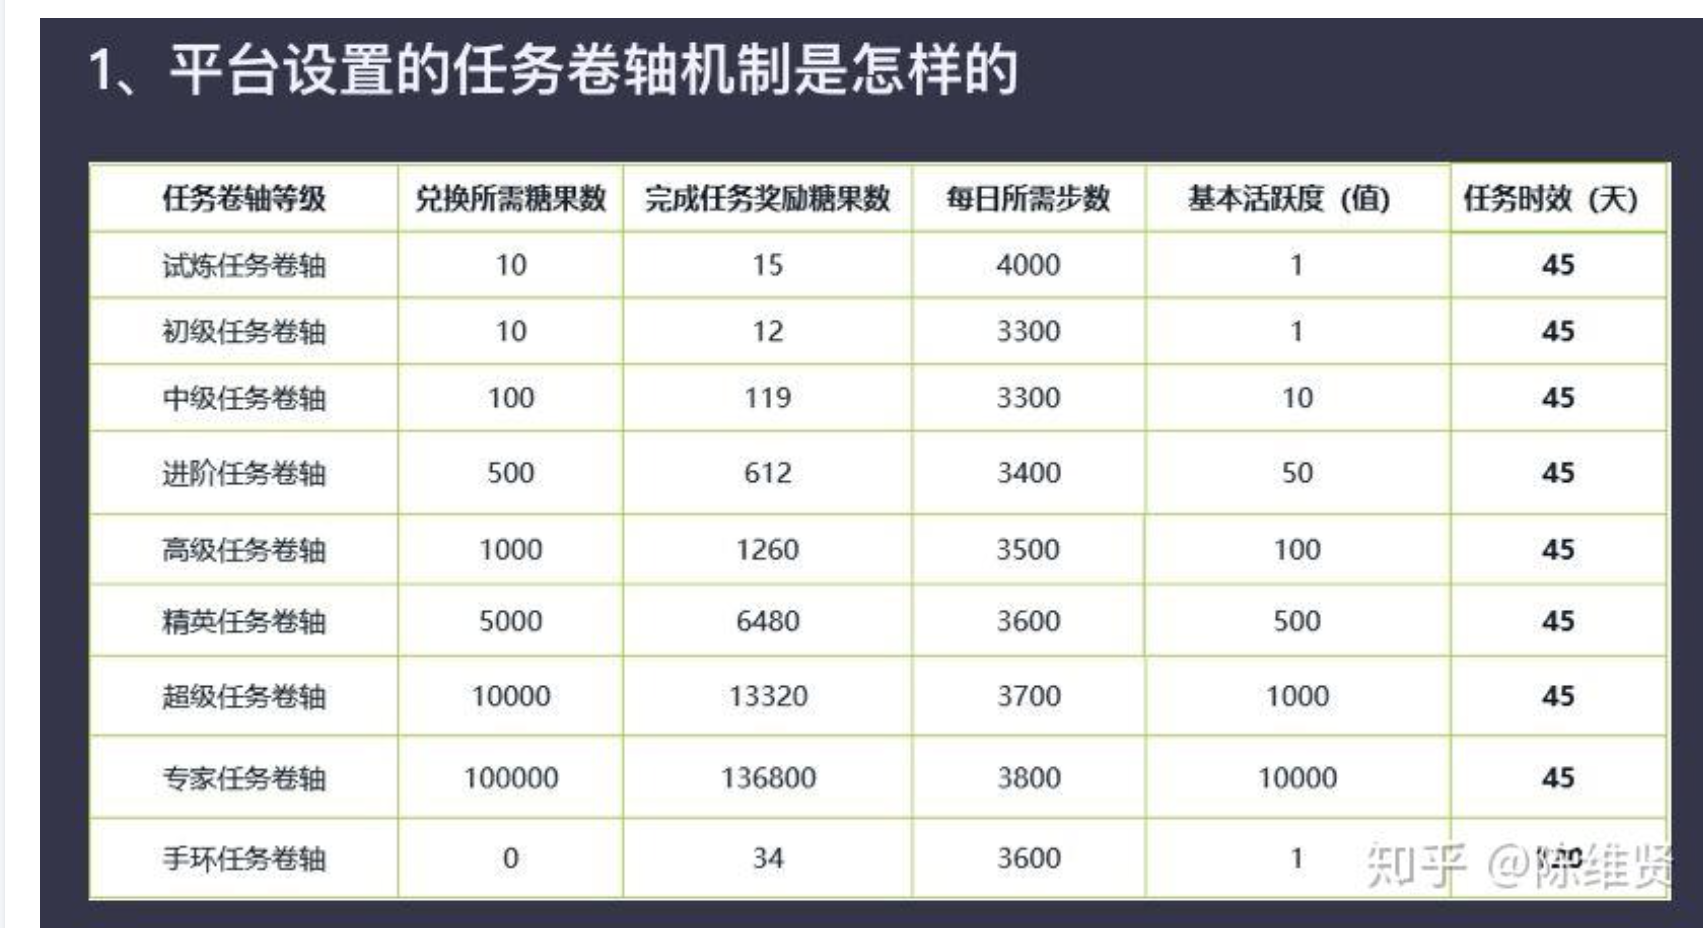 1、平台设置的任务卷轴机制是怎样的
任务卷轴等级 兑换所需糖果数 完成任务奖励糖果数 每日所需步数 基本活跃度（值） 任务时效（天）
试炼任务卷轴 10 15 4000 1 45
初级任务卷轴 10 12 3300 1 45
中级任务卷轴 100 119 3300 10 45
进阶任务卷轴 500 612 3400 50 45
高级任务卷轴 1000 1260 3500 100 45
精英任务卷轴 5000 6480 3600 500 45
超级任务卷轴 10000 13320 3700 1000 45
专家任务卷轴 100000 136800 3800 10000 45
手环任务卷轴 0 34 3600 1
知乎 @陈维贤